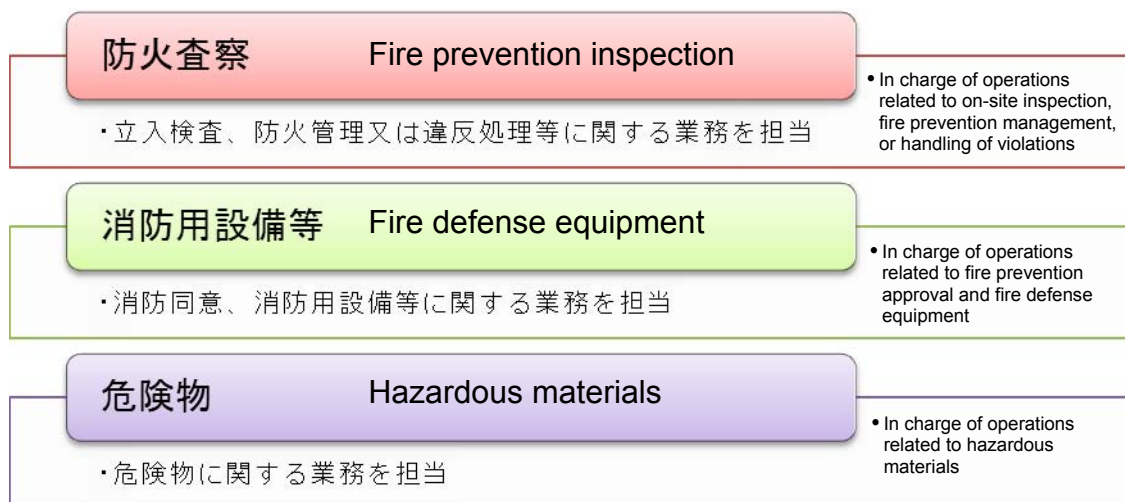 防火査察 Fire prevention inspection
・立入検査、防火管理又は違反処理等に関する業務を担当
• In charge of operations
related to on-site inspection,
fire prevention management,
or handling of violations
消防用設備等 Fire defense equipment
・消防同意、消防用設備等に関する業務を担当
• In charge of operations
related to fire prevention
approval and fire defense
equipment
危険物 Hazardous materials
・危険物に関する業務を担当
• In charge of operations
related to hazardous
materials